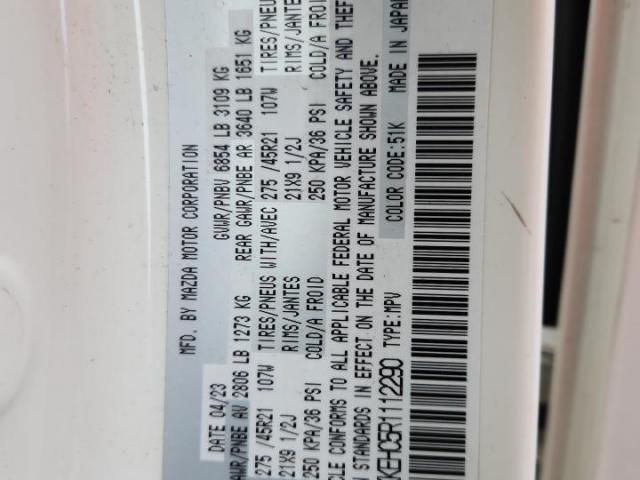 MFD. BY MAZDA MOTOR CORPORATION
DATE 04/23 GVWR/PNBV 6854 LB 3109 KG
GAWR/PNBE AV 2806 LB 1273 KG REAR GAWR/PNBE AR 3640 LB 1651 KG
275 /45R21 107W TIRES/PNEUS WITH/AVEC 275 /45R21 107W TIRES/PNEU
21X9 1/2J RIMS/JANTES 21X9 1/2J RIMS/JANTES
250 KPA/36 PSI COLD/A FROID 250 KPA/36 PSI COLD/A FROI
CLE CONFORMS TO ALL APPLICABLE FEDERAL MOTOR VEHICLE SAFETY AND THEF
STANDARDS IN EFFECT ON THE DATE OF MANUFACTURE SHOWN ABOVE.
KEHC5R1112290 TYPE:MPV COLOR CODE:51K MADE IN JAPAN